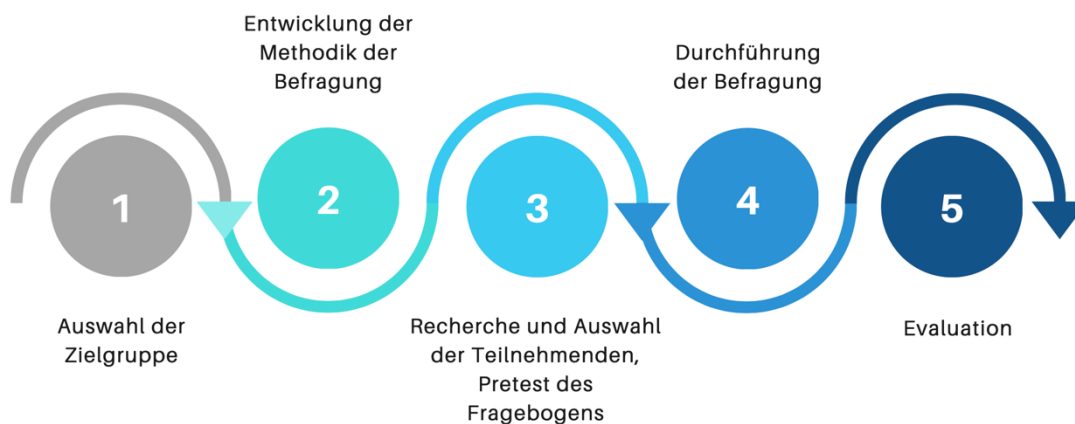 1
Auswahl der
Zielgruppe
Entwicklung der
Methodik der
Befragung
2
3
Recherche und Auswahl
der Teilnehmenden,
Pretest des
Fragebogens
Durchführung
der Befragung
4
5
Evaluation